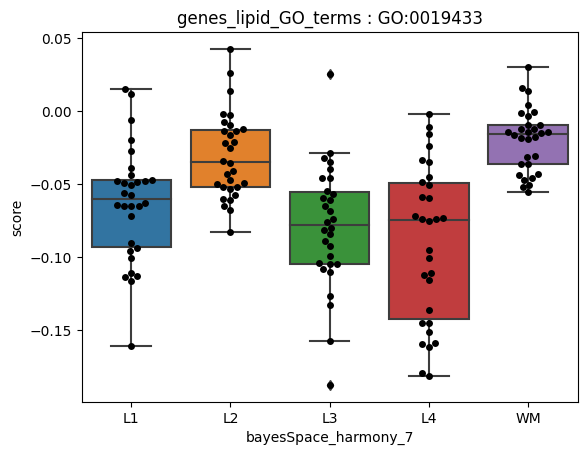 genes_lipid_GO_terms : GO:0019433
0.05
0.00
−0.05
−0.10
−0.15
score
L1 L2 L3 L4 WM
bayesSpace_harmony_7